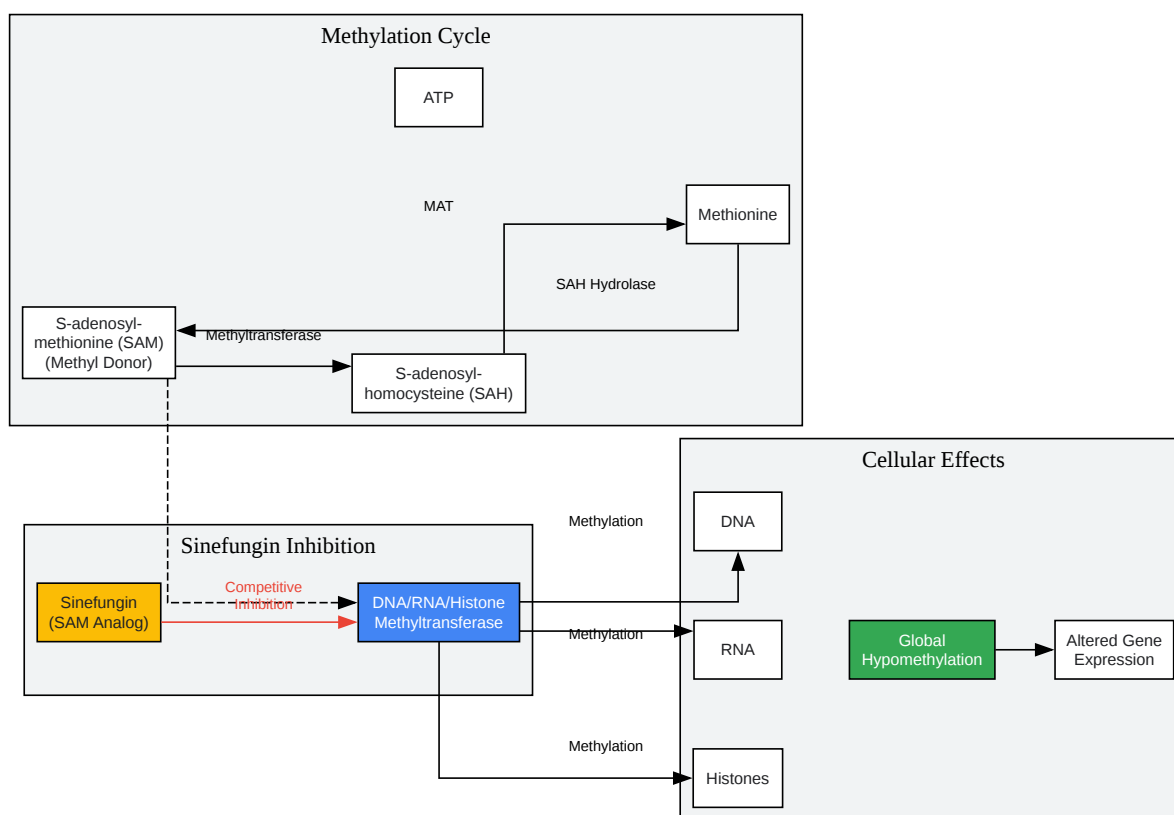 Methylation Cycle
ATP
MAT
Methionine
SAH Hydrolase
S-adenosyl-
methionine (SAM)
(Methyl Donor)
Methyltransferase
S-adenosyl-
homocysteine (SAH)
Cellular Effects
Methylation
DNA
Sinefungin Inhibition
Sinefungin
(SAM Analog)
Competitive
Inhibition
DNA/RNA/Histone
Methyltransferase
Methylation
RNA
Global
Hypomethylation
Altered Gene
Expression
Methylation
Histones